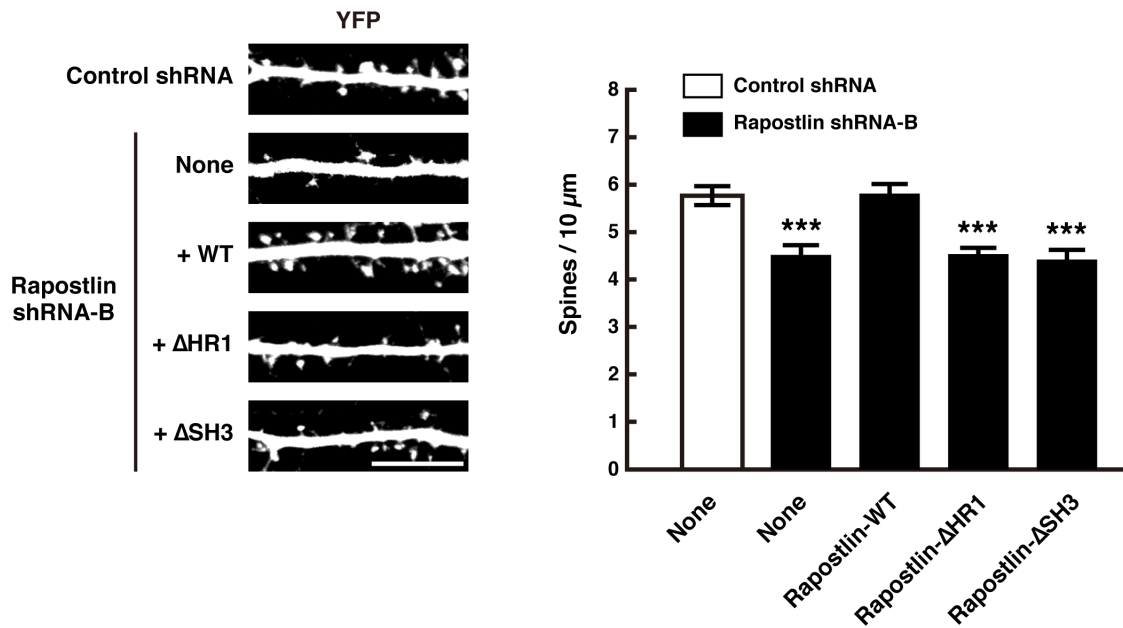 YFP
Control shRNA
None
+ WT
Rapostlin
shRNA-B
+ ΔHR1
+ ΔSH3
Control shRNA
Rapostlin shRNA-B
Spines / 10 µm
8
7
6
5
4
3
2
1
0
***
***
***
None
None
Rapostlin-WT
Rapostlin-ΔHR1
Rapostlin-ΔSH3